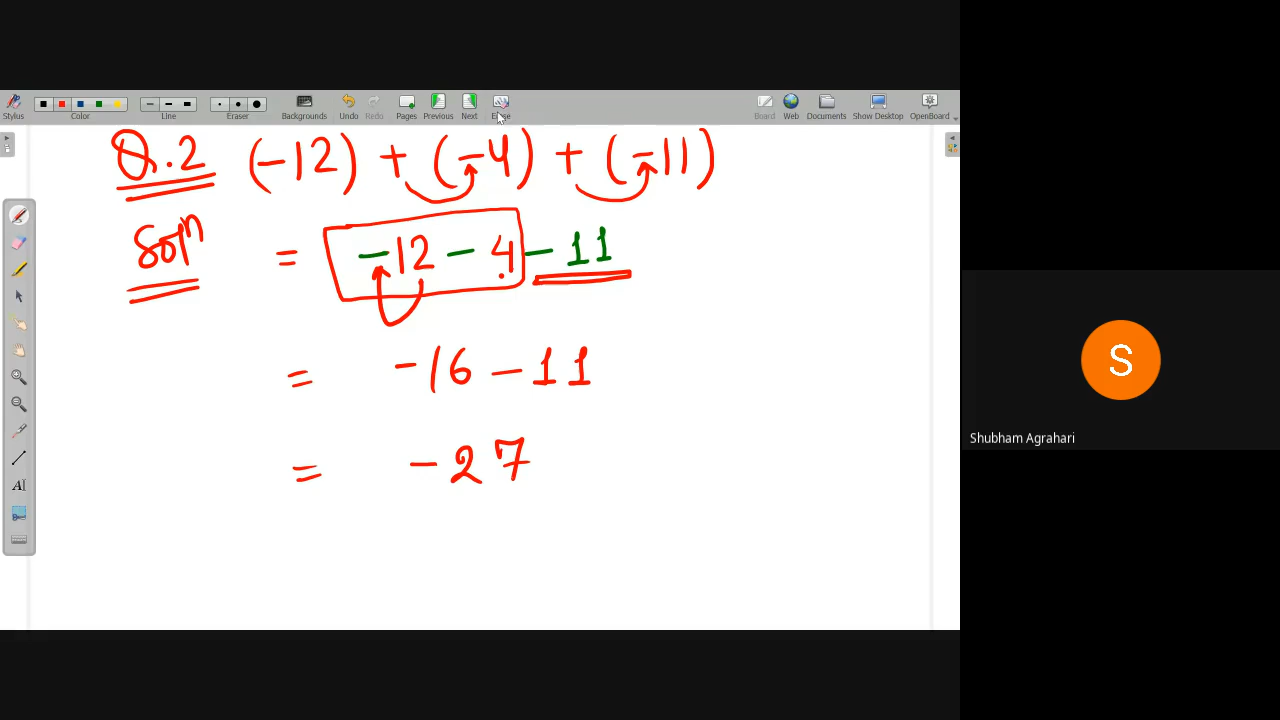 Stylus Color Line Eraser Backgrounds Undo Redo Pages Previous Next Erase Board Web Documents Show Desktop OpenBoard
Q.2 (-12) + (-4) + (-11)
Solⁿ = -12 - 4 - 11
= -16 - 11
= -27
S
Shubham Agrahari